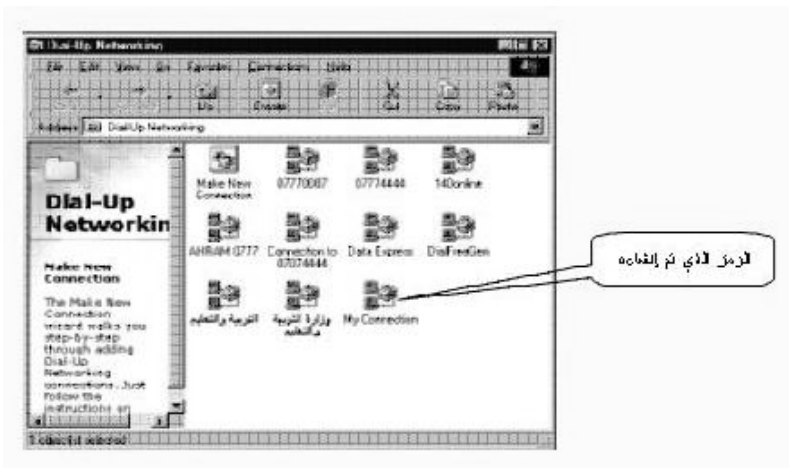 Dial-Up Networking
File Edit View Go Favorites Connections Help
Up Create Cut Copy Paste
Address Dial-Up Networking
Dial-Up
Networkin
Make New
Connection
The Make New
Connection
wizard walks you
step-by-step
through adding
Dial-Up
Networking
connections. Just
follow the
instructions on
Make New
Connection
07770007
07774444
140online
AHRAM 0777
Connection to
07074444
Data Express
DialFreeGen
التربية والتعليم
وزارة التربية
والتعليم
My Connection
1 object(s) selected
الرمز الذي تم إنشاءه